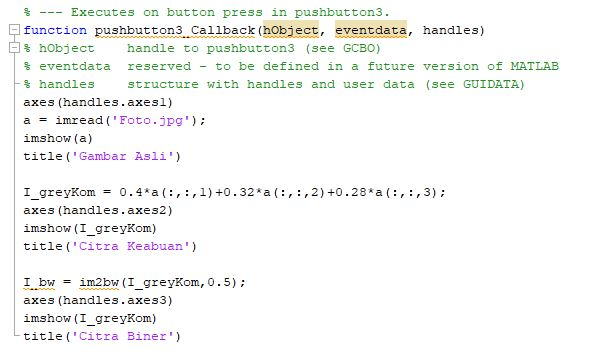 % --- Executes on button press in pushbutton3.
function pushbutton3_Callback(hObject, eventdata, handles)
% hObject    handle to pushbutton3 (see GCBO)
% eventdata  reserved - to be defined in a future version of MATLAB
% handles    structure with handles and user data (see GUIDATA)
axes(handles.axes1)
a = imread('Foto.jpg');
imshow(a)
title('Gambar Asli')
I_greyKom = 0.4*a(:,:,1)+0.32*a(:,:,2)+0.28*a(:,:,3);
axes(handles.axes2)
imshow(I_greyKom)
title('Citra Keabuan')
I_bw = im2bw(I_greyKom,0.5);
axes(handles.axes3)
imshow(I_greyKom)
title('Citra Biner')